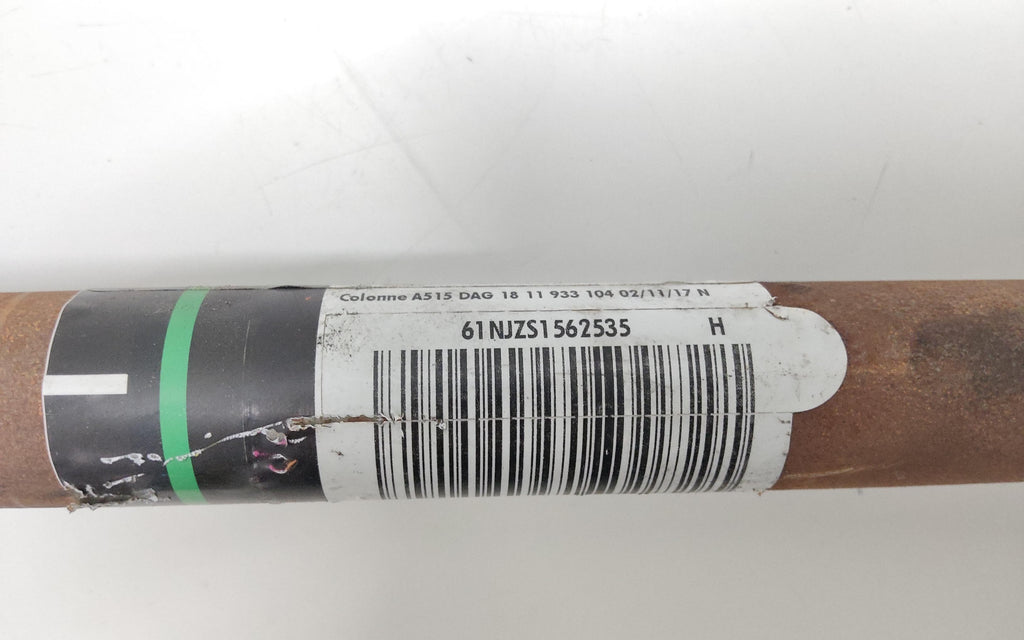 Colonne A515 DAG 18 11 933 104 02/11/17 N
61NJZS1562535 H